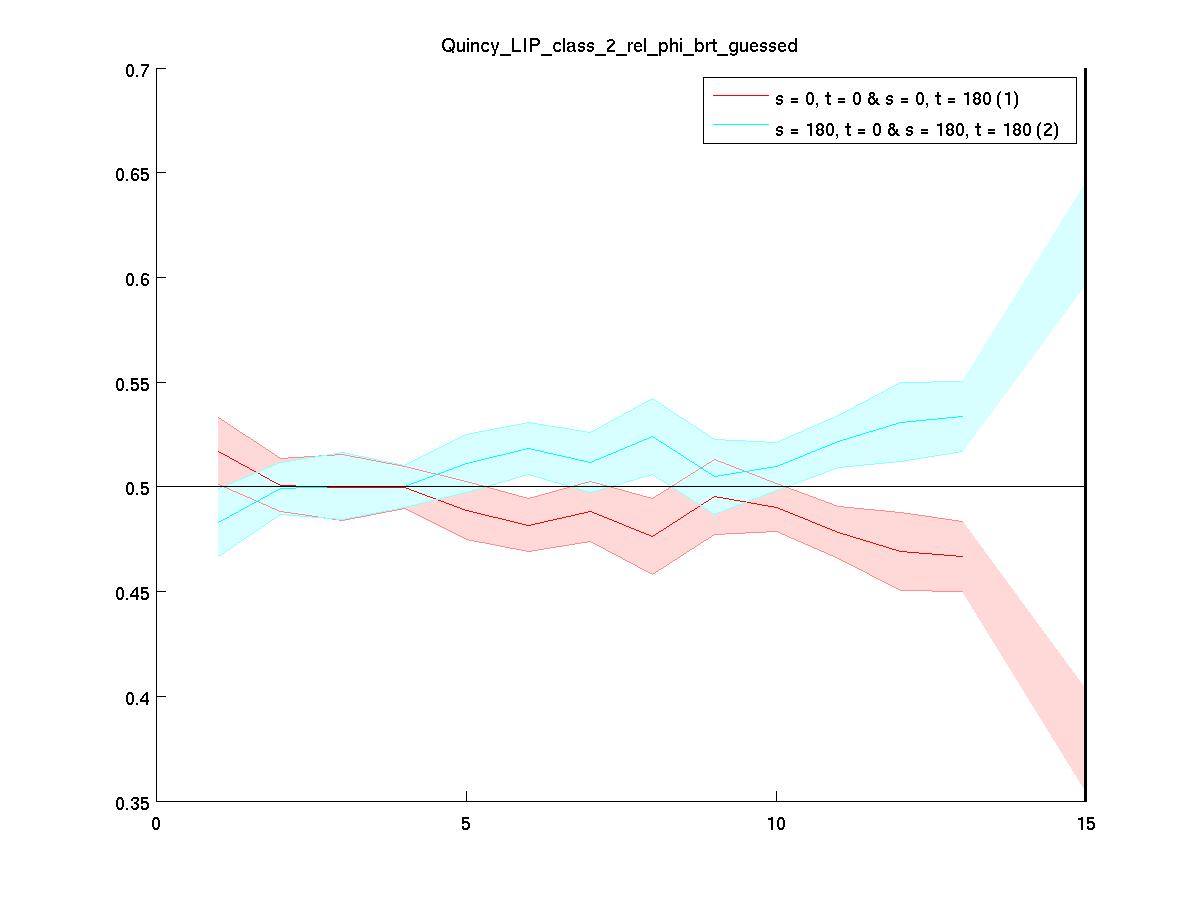 Quincy_LIP_class_2_rel_phi_brt_guessed
s = 0, t = 0 & s = 0, t = 180 (1)
s = 180, t = 0 & s = 180, t = 180 (2)
0.7
0.65
0.6
0.55
0.5
0.45
0.4
0.35
0 5 10 15